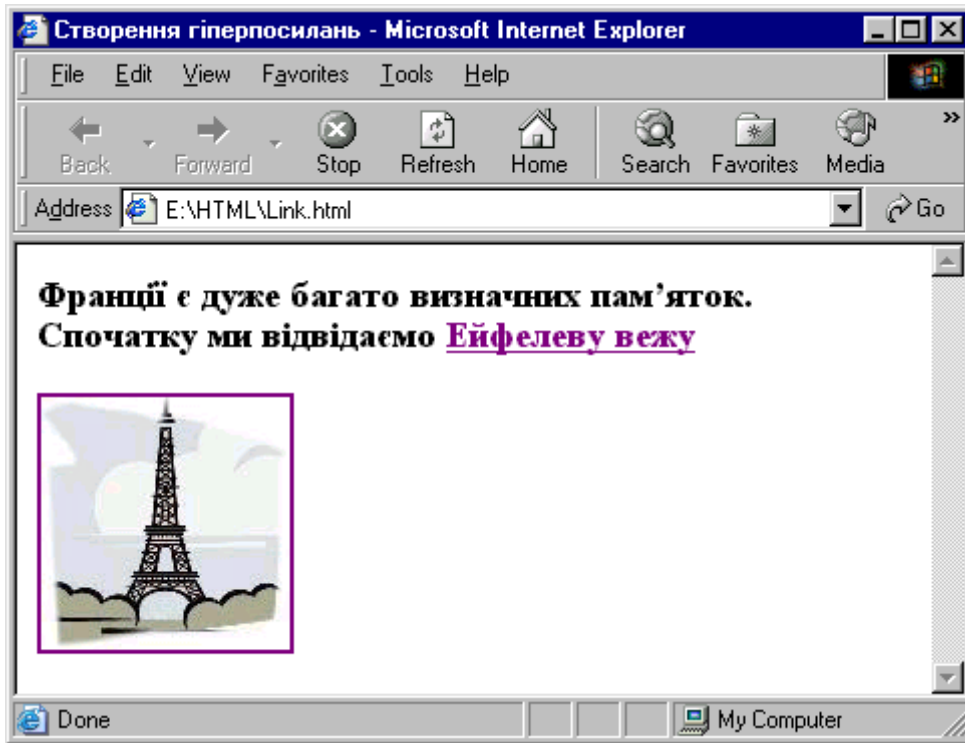 Створення гіперпосилань - Microsoft Internet Explorer
File Edit View Favorites Tools Help
Back Forward Stop Refresh Home Search Favorites Media »
Address E:\HTML\Link.html Go
Франції є дуже багато визначних пам’яток.
Спочатку ми відвідаємо Ейфелеву вежу
Done My Computer